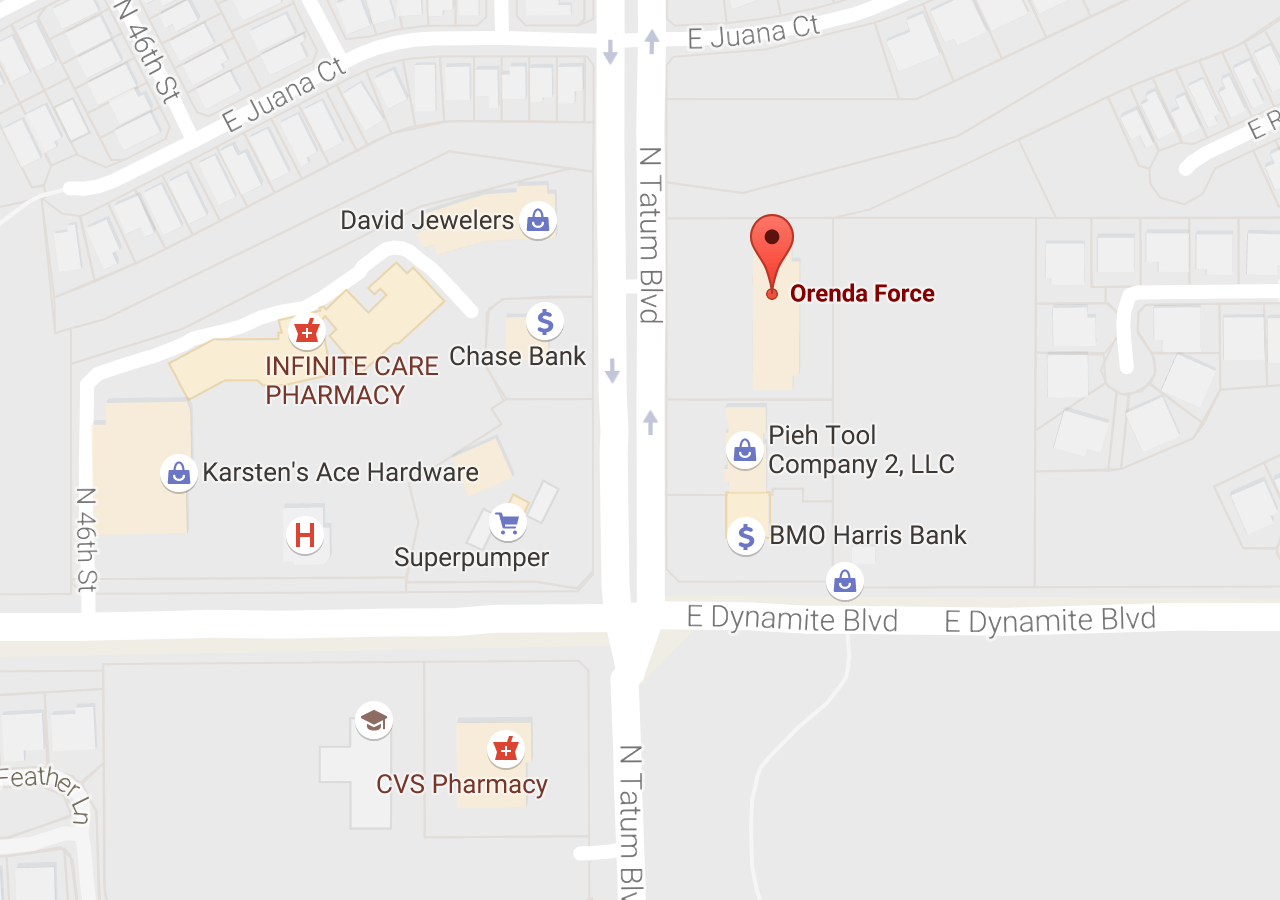 N 46th St
E Juana Ct
E Juana Ct
N Tatum Blvd
David Jewelers
Orenda Force
Chase Bank
INFINITE CARE
PHARMACY
Karsten's Ace Hardware
Pieh Tool
Company 2, LLC
N 46th St
H
Superpumper
BMO Harris Bank
E Dynamite Blvd
E Dynamite Blvd
CVS Pharmacy
Feather Ln
N Tatum Blv
E R